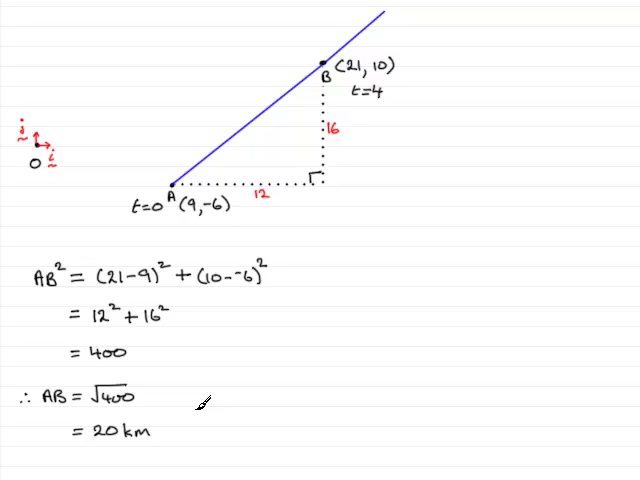 B (21, 10)
t=4
16
j
i
O
12
t=0 A (9,-6)
AB² = (21-9)² + (10--6)²
= 12² + 16²
= 400
∴ AB = √400
= 20 km